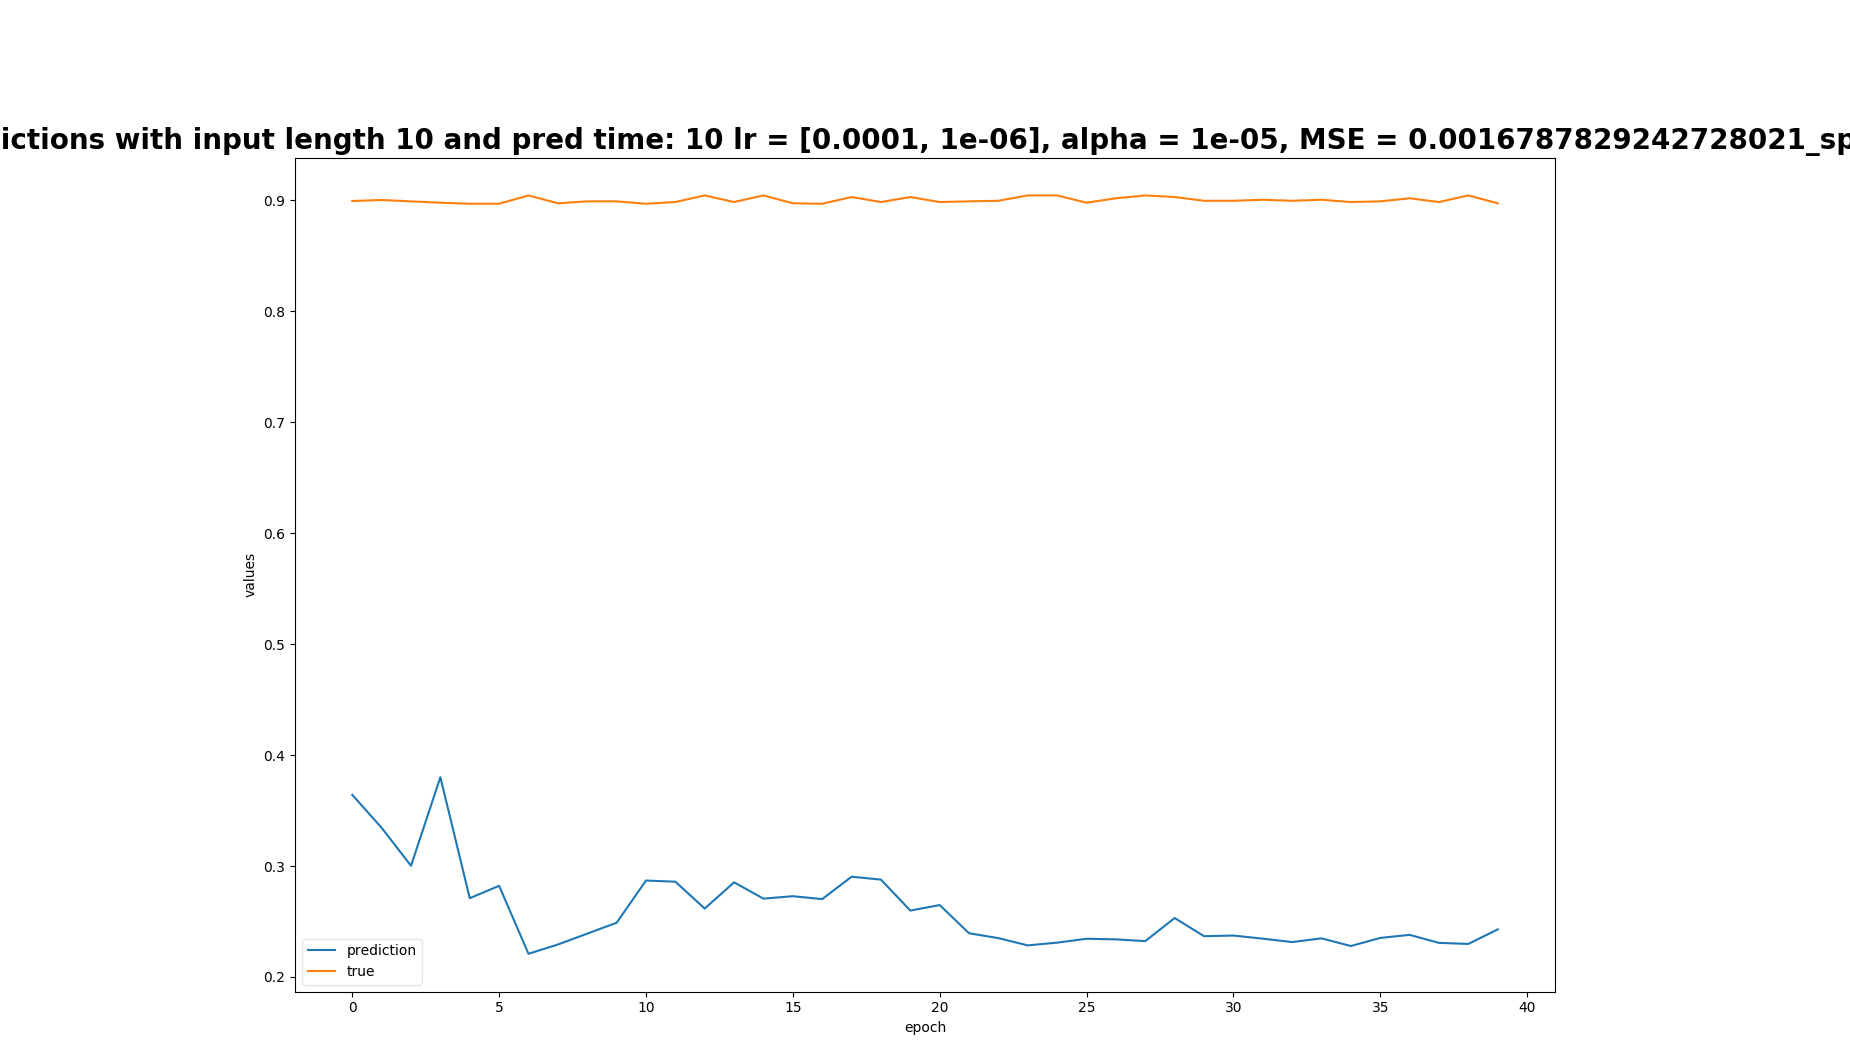 ictions with input length 10 and pred time: 10 lr = [0.0001, 1e-06], alpha = 1e-05, MSE = 0.0016787829242728021_sp
0.9
0.8
0.7
0.6
0.5
0.4
0.3
0.2
values
prediction
true
0 5 10 15 20 25 30 35 40
epoch